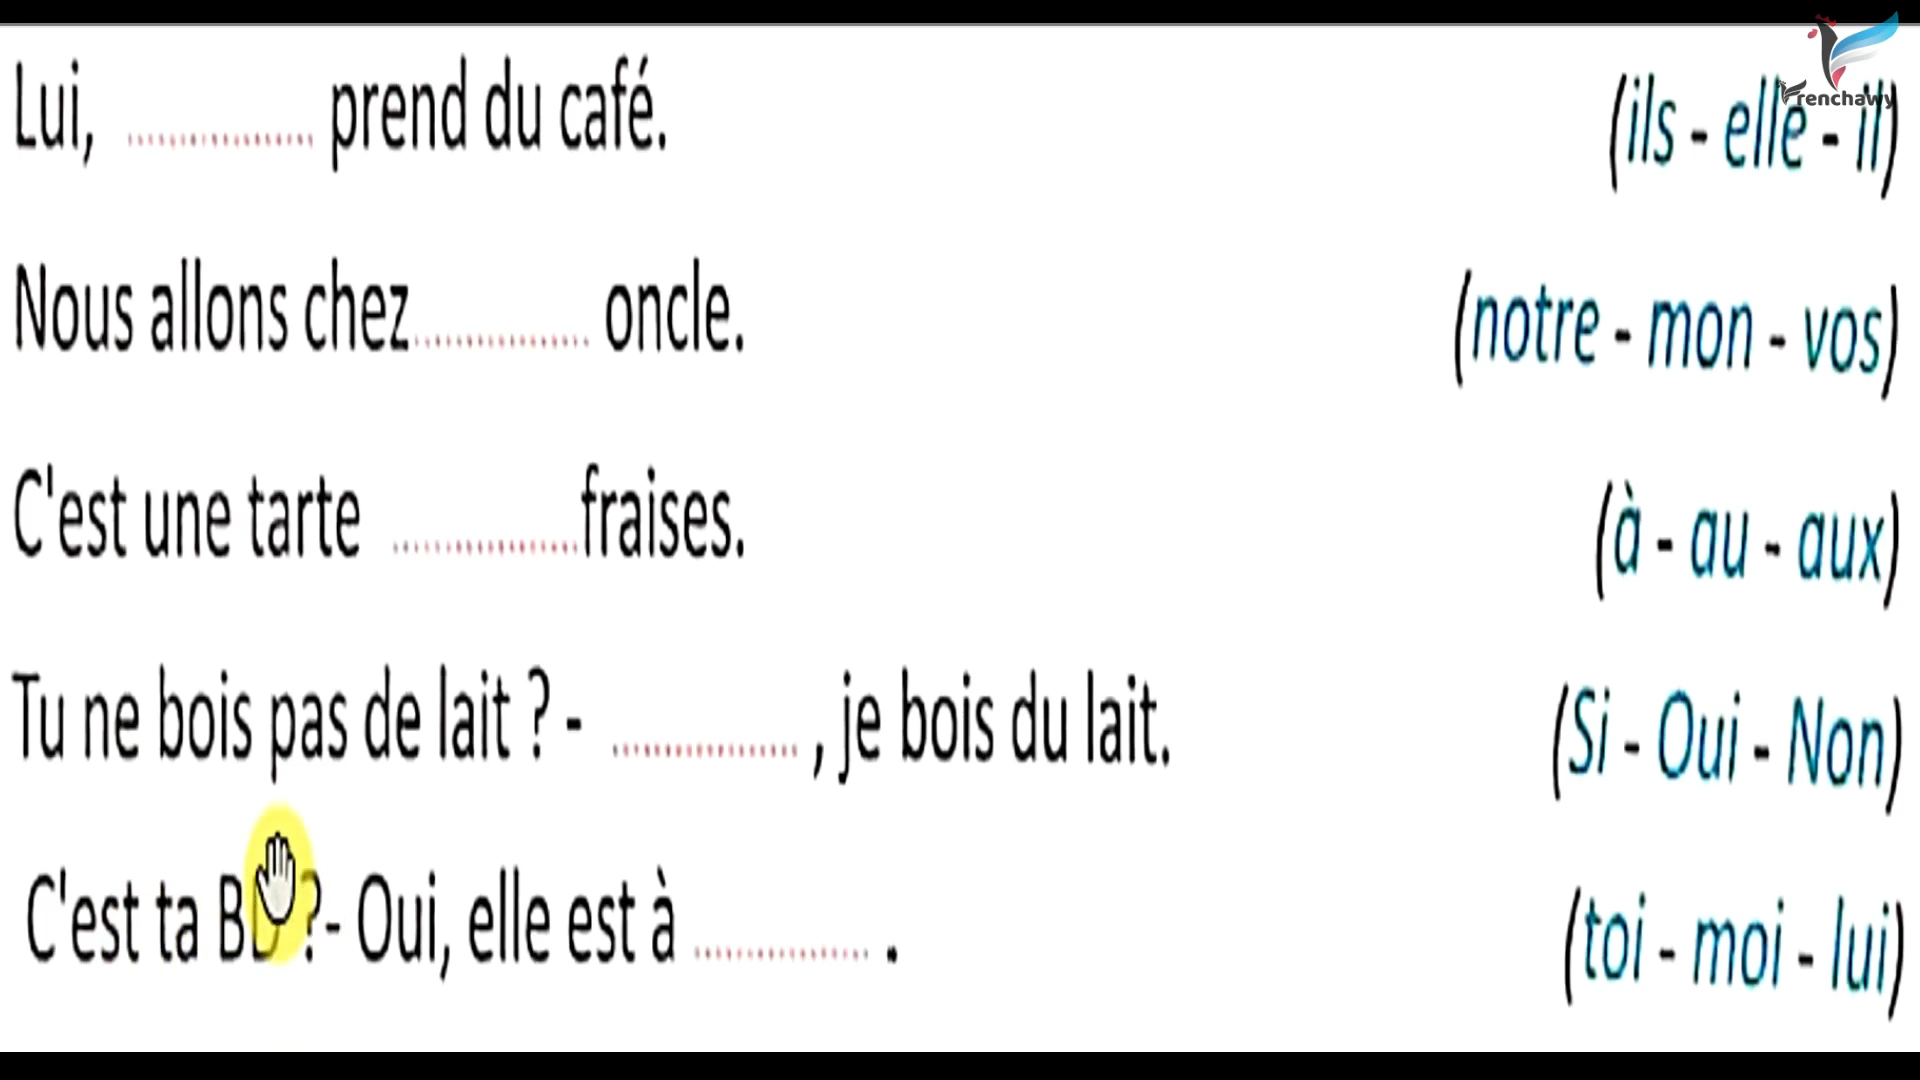 Frenchawy
Lui, ................. prend du café. (ils - elle - il)
Nous allons chez................ oncle. (notre - mon - vos)
C'est une tarte .................fraises. (à - au - aux)
Tu ne bois pas de lait ? - ................. , je bois du lait. (Si - Oui - Non)
C'est ta BD ?- Oui, elle est à ................ . (toi - moi - lui)